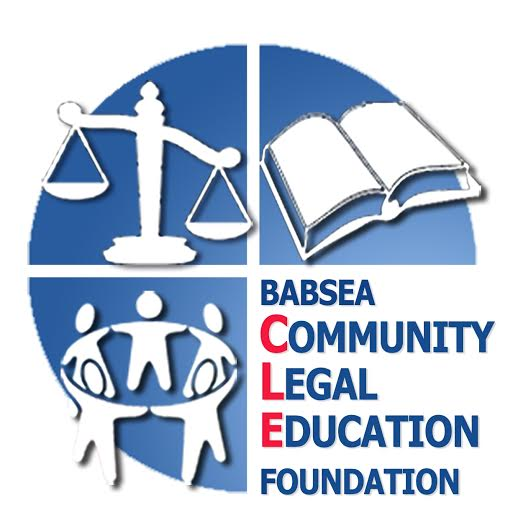 BABSEA
COMMUNITY
LEGAL
EDUCATION
FOUNDATION